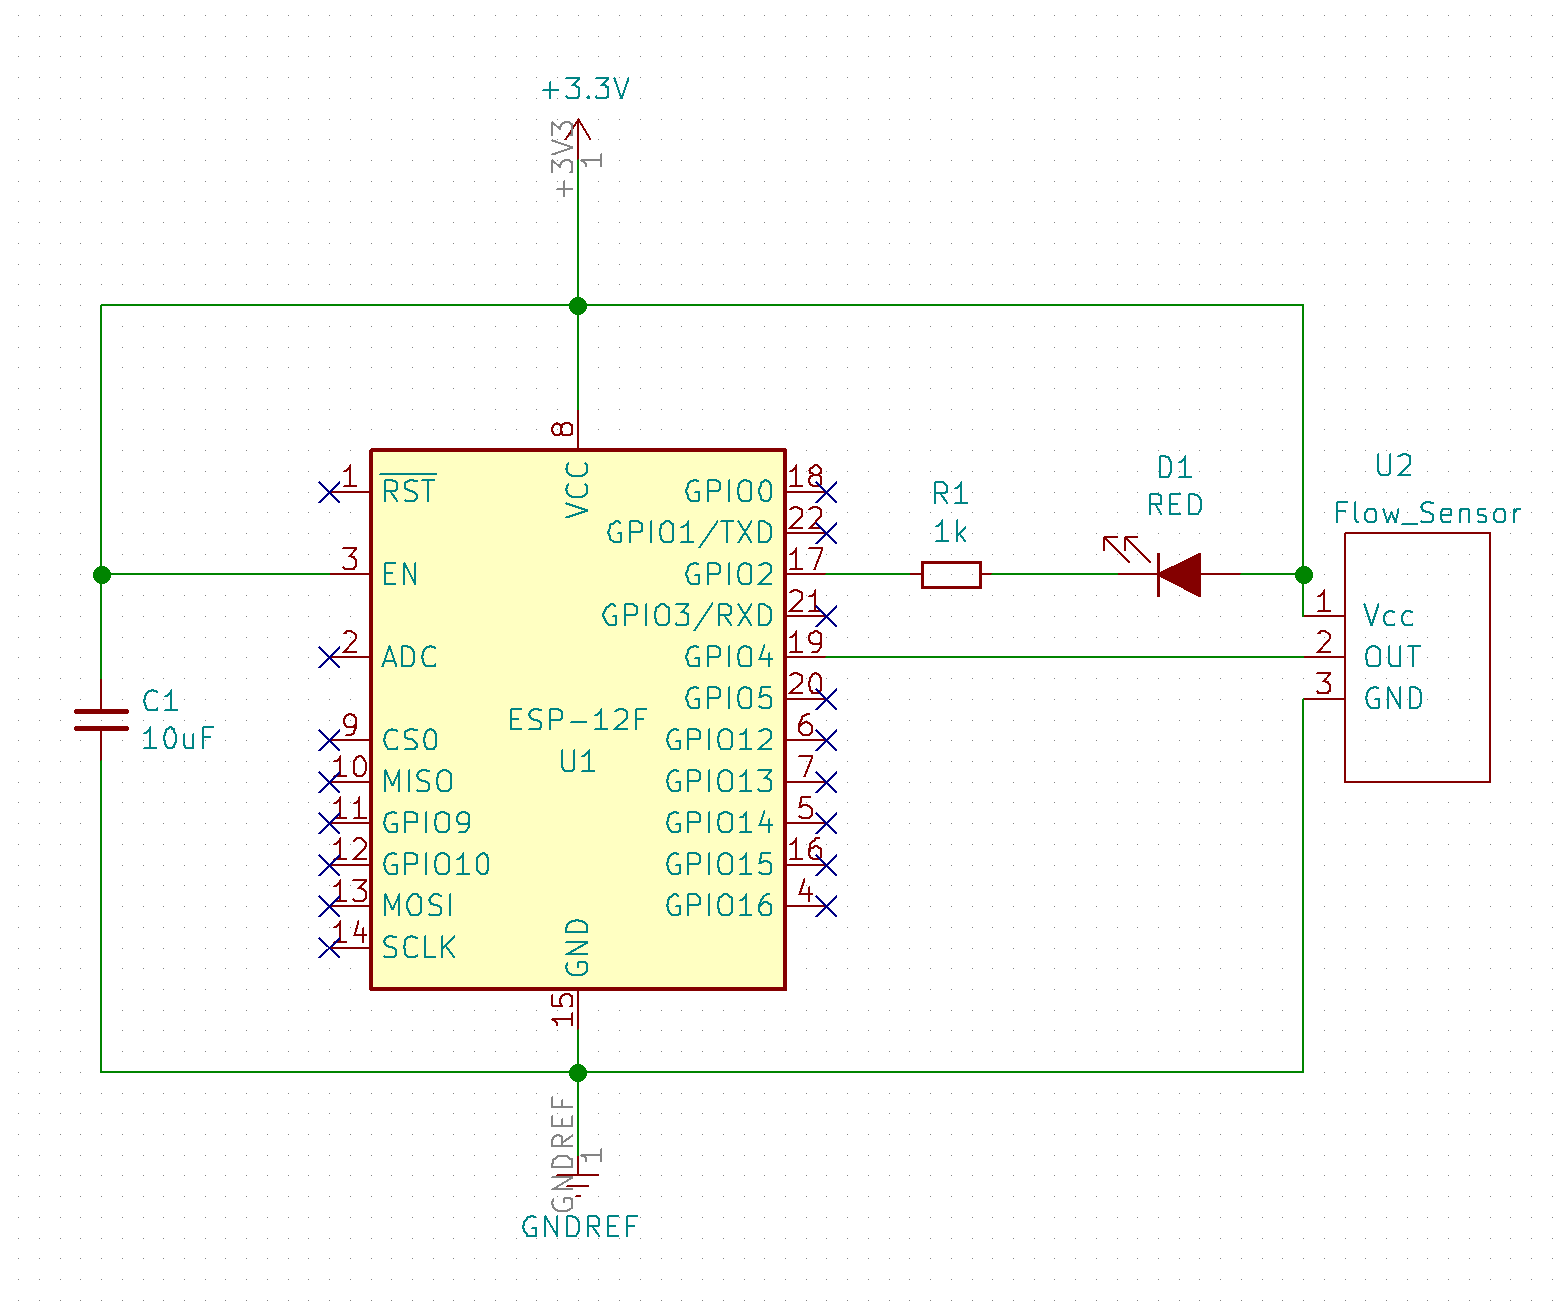 +3.3V
+3V3
1
8
VCC
1
RST
3
EN
2
ADC
9
CS0
10
MISO
11
GPIO9
12
GPIO10
13
MOSI
14
SCLK
ESP-12F
U1
18
GPIO0
22
GPIO1/TXD
17
GPIO2
21
GPIO3/RXD
19
GPIO4
20
GPIO5
6
GPIO12
7
GPIO13
5
GPIO14
16
GPIO15
4
GPIO16
GND
15
C1
10uF
R1
1k
D1
RED
U2
Flow_Sensor
1
Vcc
2
OUT
3
GND
GNDREF
1
GNDREF